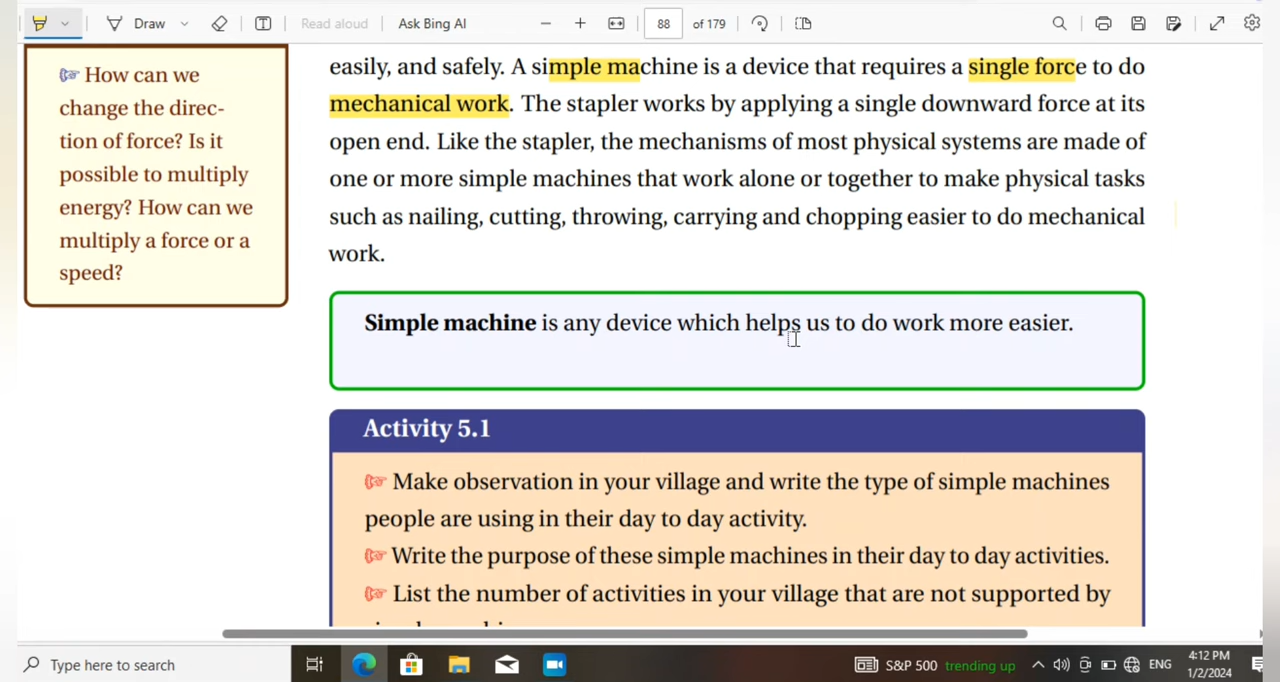 Draw
Read aloud
Ask Bing AI
88
of 179
How can we
change the direc-
tion of force? Is it
possible to multiply
energy? How can we
multiply a force or a
speed?
easily, and safely. A simple machine is a device that requires a single force to do
mechanical work. The stapler works by applying a single downward force at its
open end. Like the stapler, the mechanisms of most physical systems are made of
one or more simple machines that work alone or together to make physical tasks
such as nailing, cutting, throwing, carrying and chopping easier to do mechanical
work.
Simple machine is any device which helps us to do work more easier.
Activity 5.1
Make observation in your village and write the type of simple machines
people are using in their day to day activity.
Write the purpose of these simple machines in their day to day activities.
List the number of activities in your village that are not supported by
Type here to search
S&P 500 trending up
ENG
4:12 PM
1/2/2024